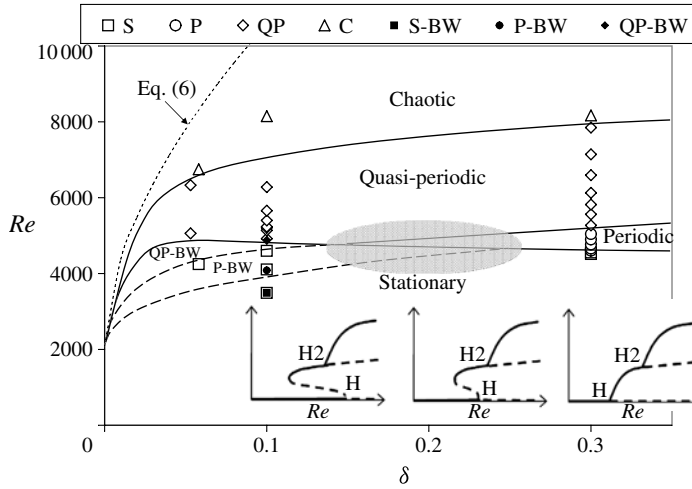 S P QP C S-BW P-BW QP-BW
10 000
Eq. (6)
Chaotic
8000
Quasi-periodic
6000
Re
Periodic
QP-BW
P-BW
4000
Stationary
H2 H2 H2
H H H
2000
Re Re Re
0 0.1 0.2 0.3
δ